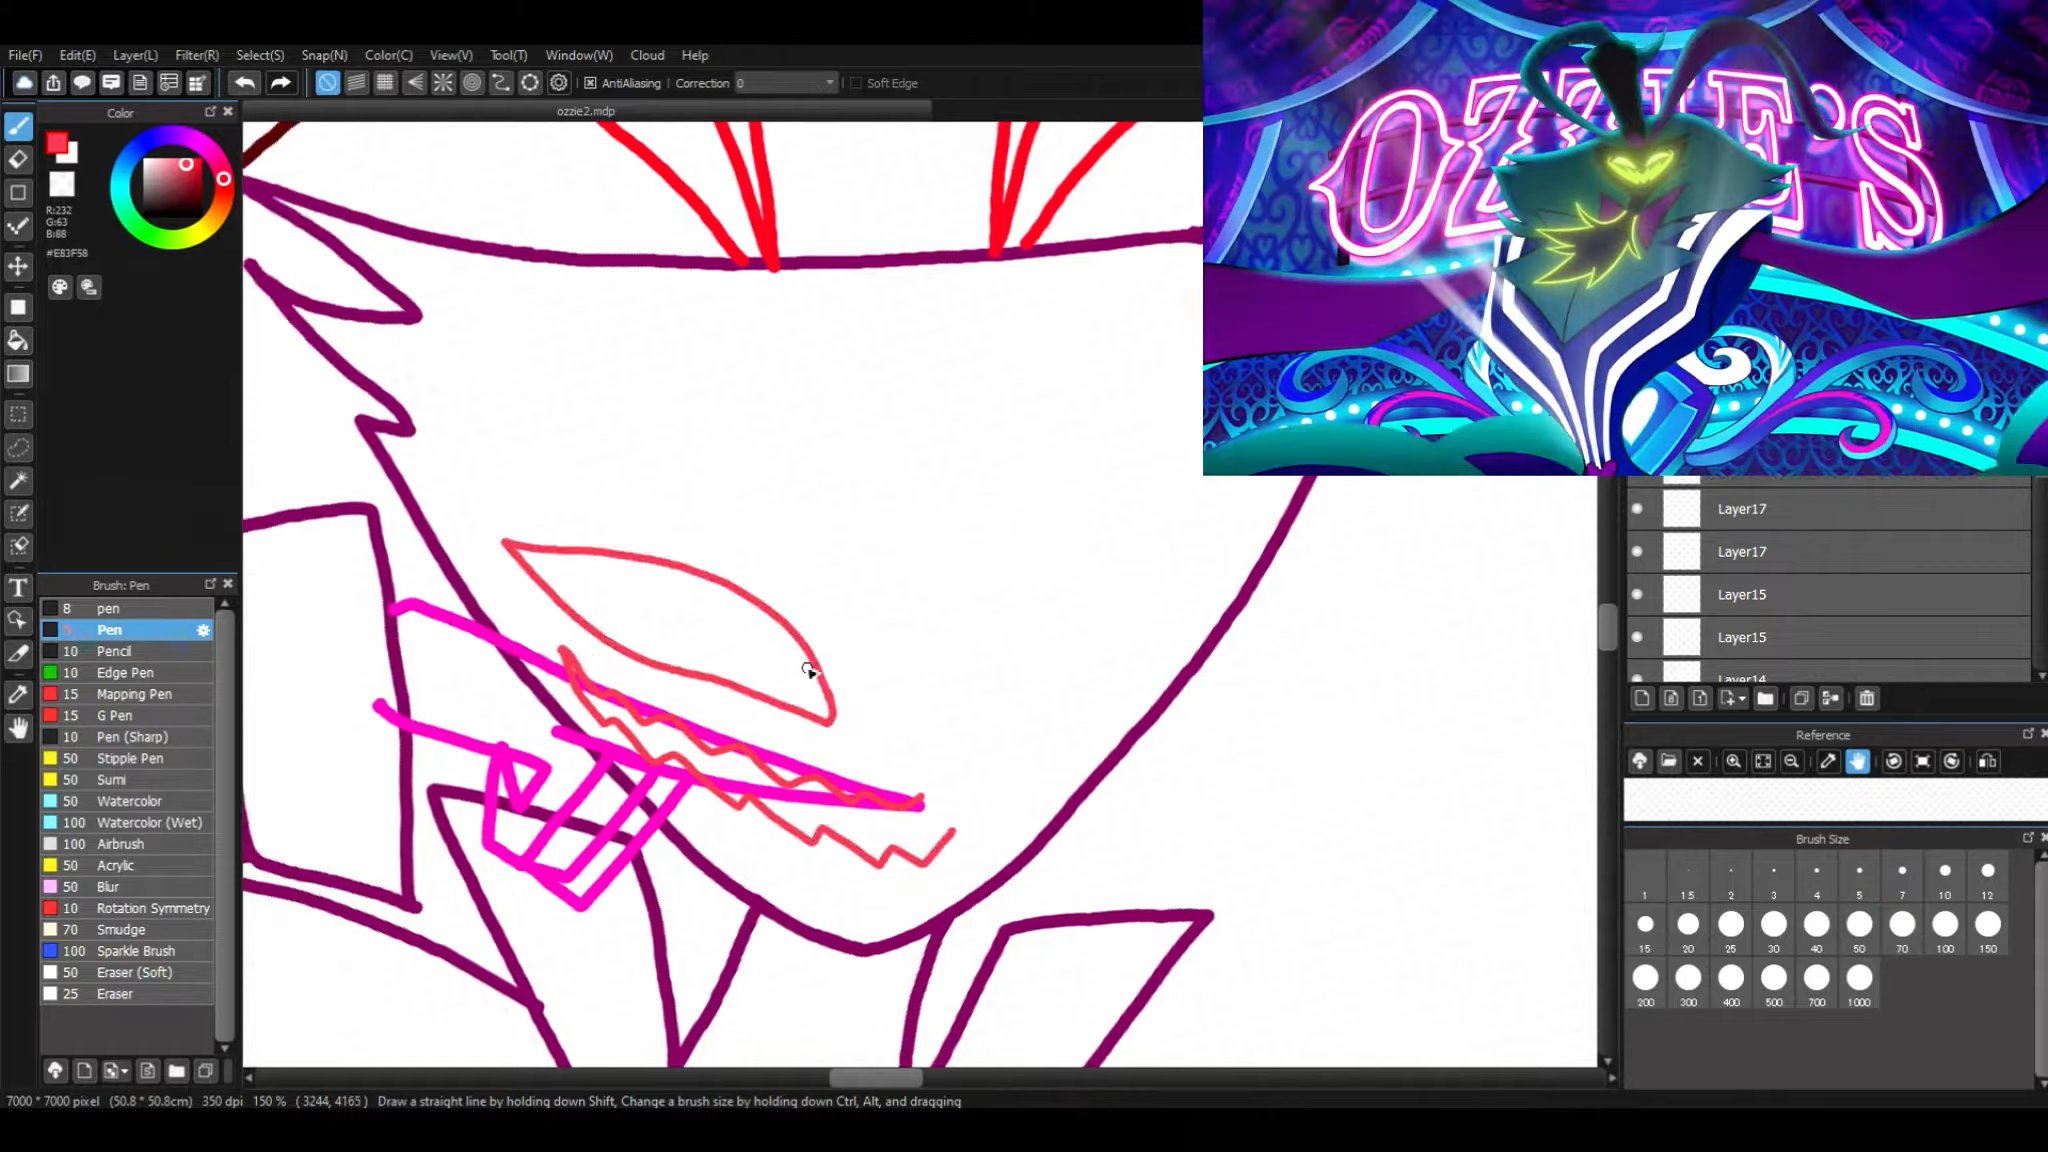 File(F) Edit(E) Layer(L) Filter(R) Select(S) Snap(N) Color(C) View(V) Tool(T) Window(W) Cloud Help
AntiAliasing Correction 0 Soft Edge
Color
ozzie2.mdp
OZZIE'S
R:232
G:63
B:88
#E83F58
Layer17
Layer17
Layer15
Layer15
Layer14
Brush: Pen
8 pen
Pen
10 Pencil
10 Edge Pen
15 Mapping Pen
15 G Pen
10 Pen (Sharp)
50 Stipple Pen
50 Sumi
50 Watercolor
100 Watercolor (Wet)
100 Airbrush
50 Acrylic
50 Blur
10 Rotation Symmetry
70 Smudge
100 Sparkle Brush
50 Eraser (Soft)
25 Eraser
Reference
Brush Size
1 1.5 2 3 4 5 7 10 12
15 20 25 30 40 50 70 100 150
200 300 400 500 700 1000
7000 * 7000 pixel (50.8 * 50.8cm) 350 dpi 150 % ( 3244, 4165) Draw a straight line by holding down Shift, Change a brush size by holding down Ctrl, Alt, and dragging